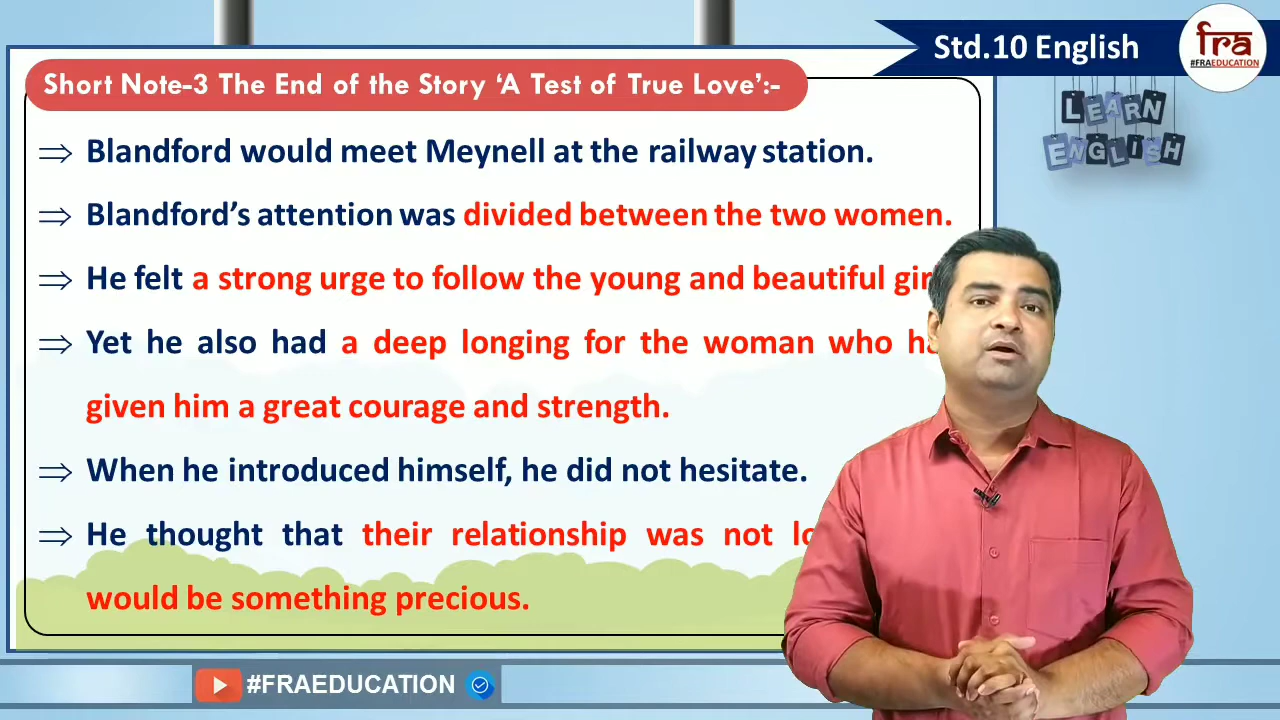 Std.10 English
fra
#FRAEDUCATION
LEARN
ENGLISH
Short Note-3 The End of the Story ‘A Test of True Love’:-
⇒ Blandford would meet Meynell at the railway station.
⇒ Blandford’s attention was divided between the two women.
⇒ He felt a strong urge to follow the young and beautiful
⇒ Yet he also had a deep longing for the woman who
given him a great courage and strength.
⇒ When he introduced himself, he did not hesitate.
⇒ He thought that their relationship was not
would be something precious.
#FRAEDUCATION